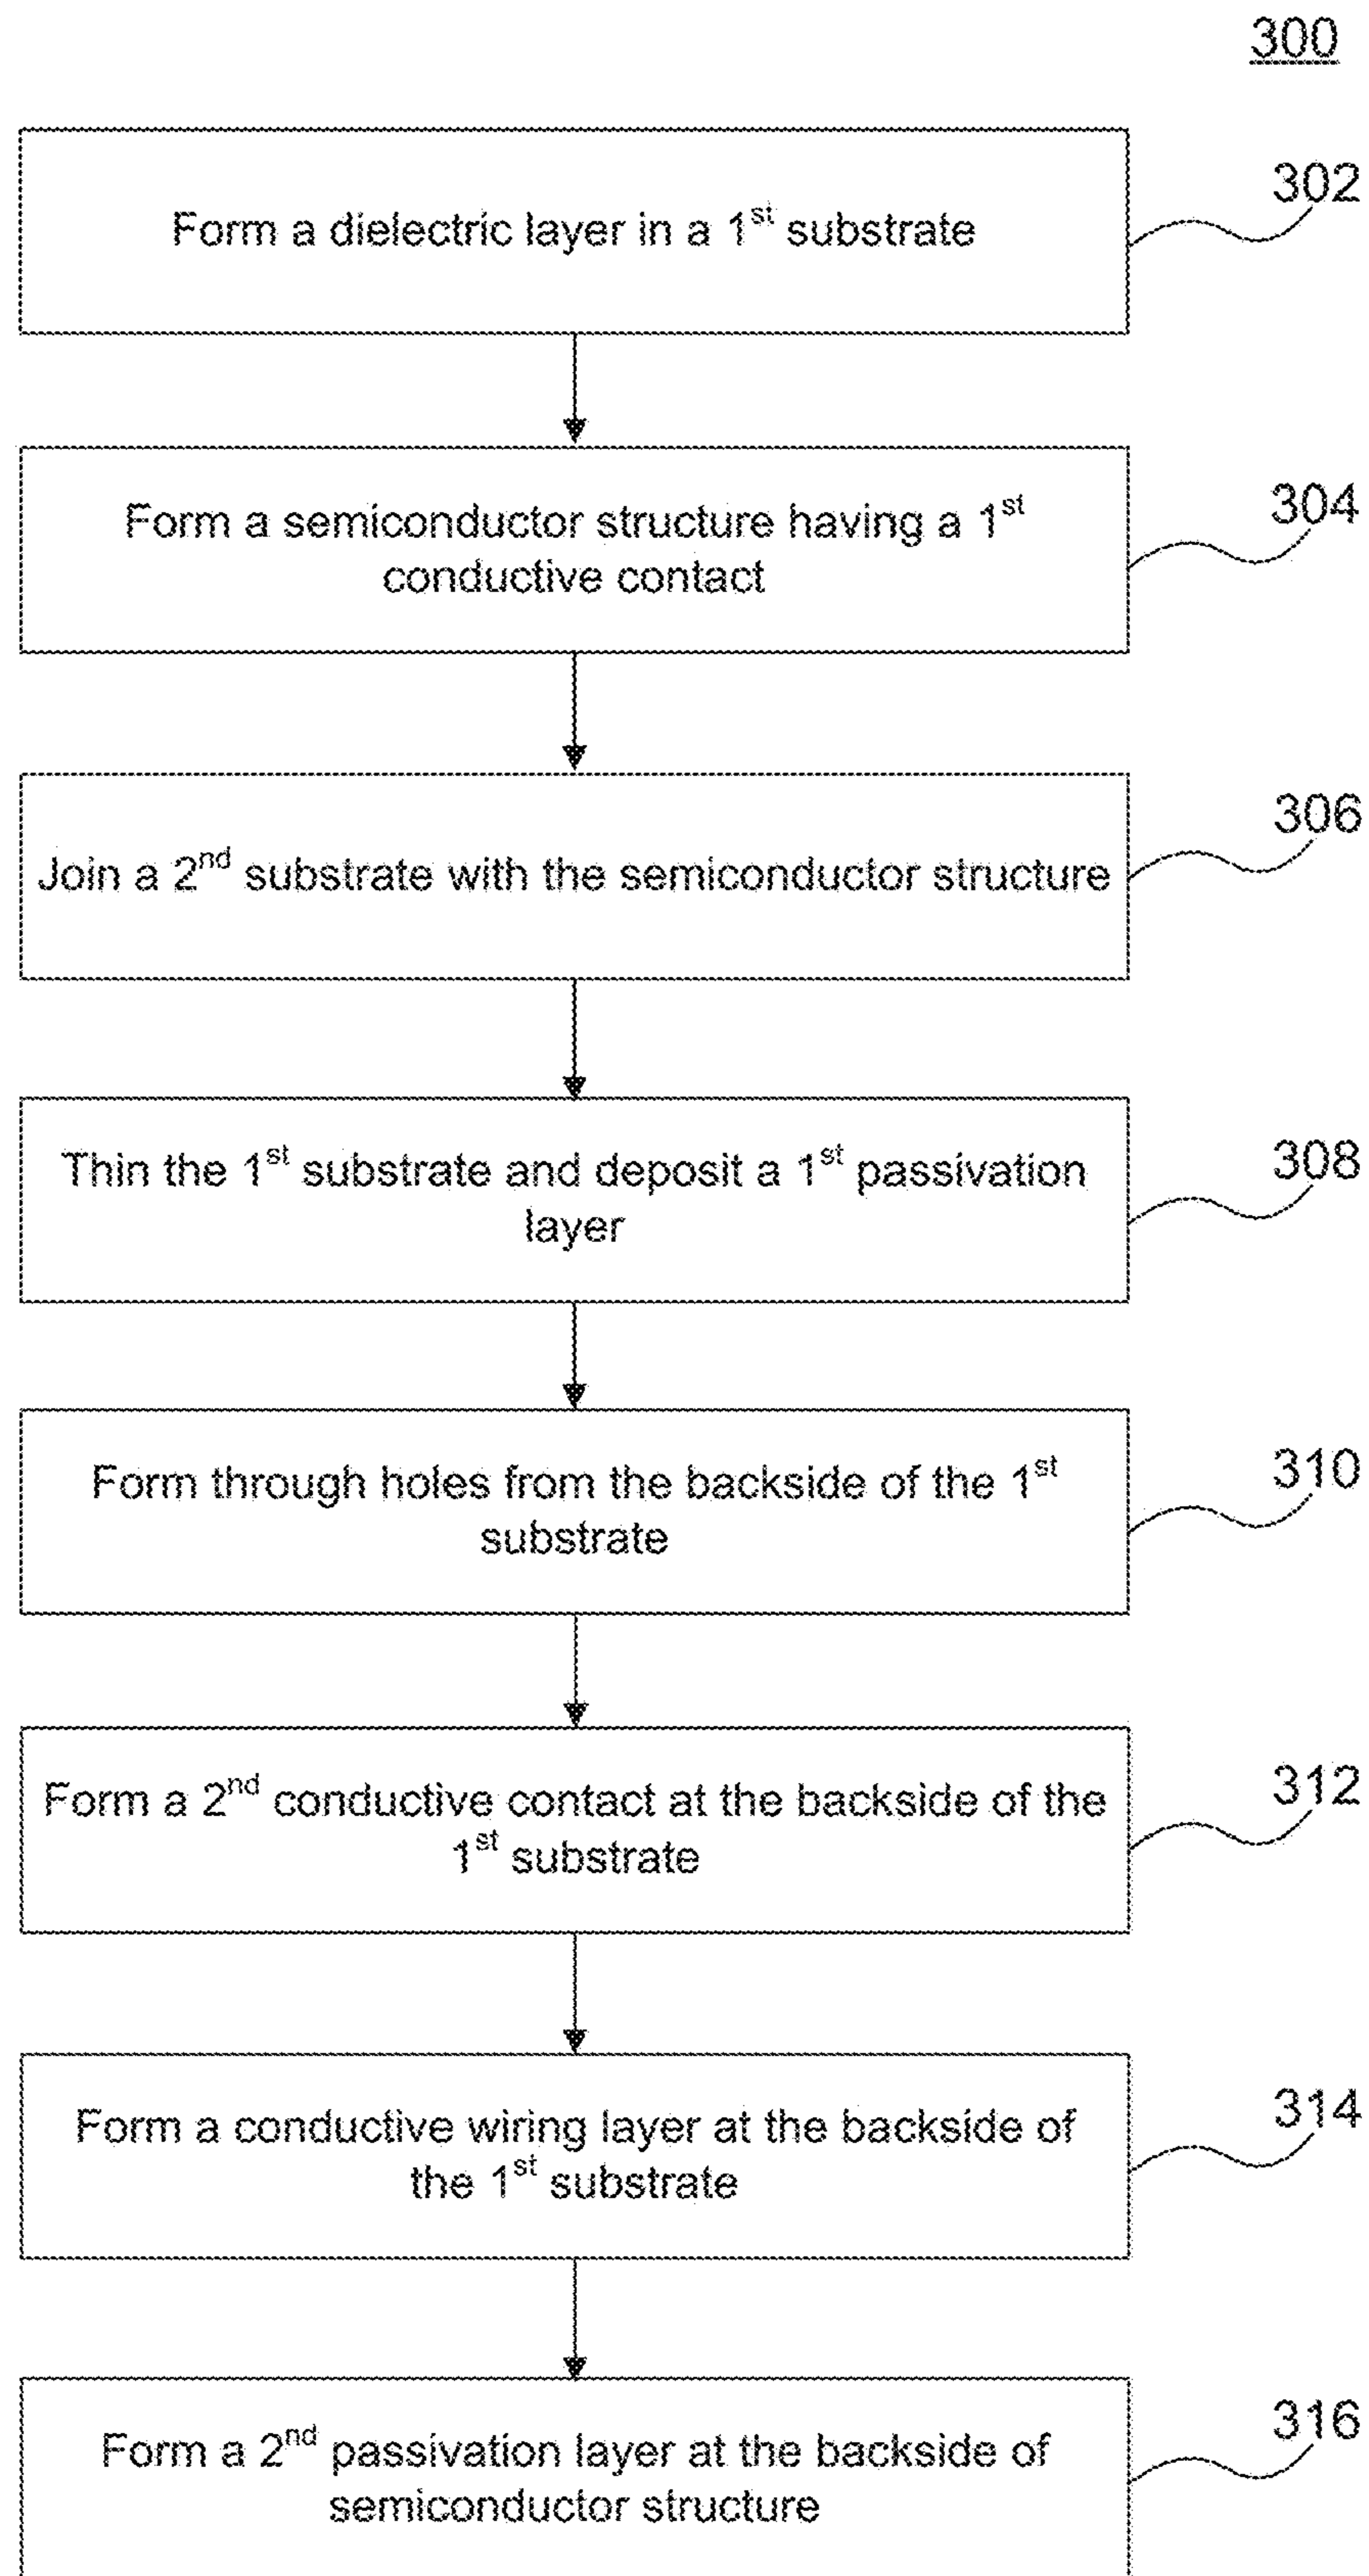 300
302
Form a dielectric layer in a 1st substrate
304
Form a semiconductor structure having a 1st
conductive contact
306
Join a 2nd substrate with the semiconductor structure
308
Thin the 1st substrate and deposit a 1st passivation
layer
310
Form through holes from the backside of the 1st
substrate
312
Form a 2nd conductive contact at the backside of the
1st substrate
314
Form a conductive wiring layer at the backside of
the 1st substrate
316
Form a 2nd passivation layer at the backside of
semiconductor structure